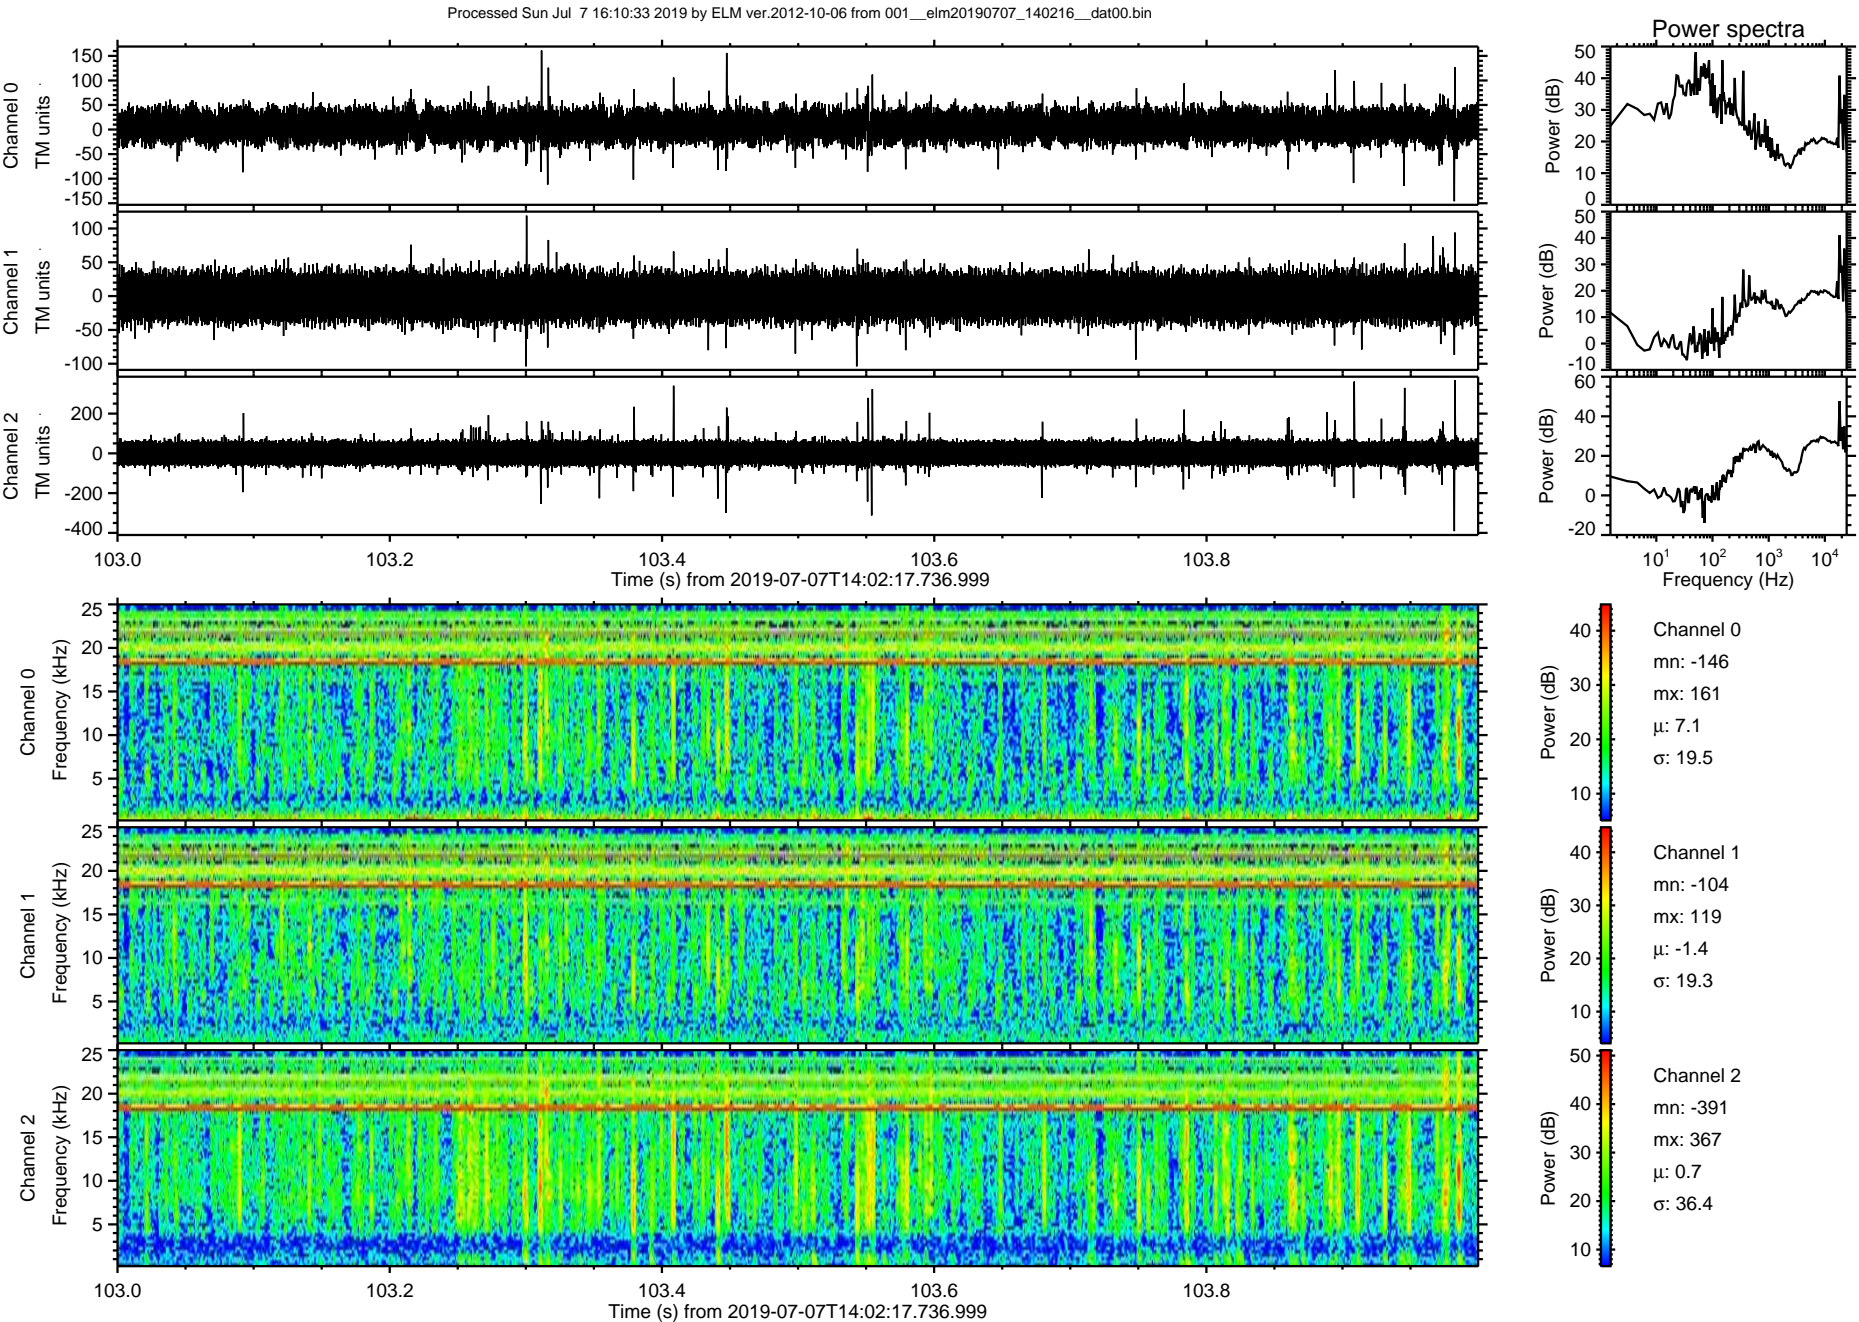 Processed Sun Jul 7 16:10:33 2019 by ELM ver.2012-10-06 from 001__elm20190707_140216__dat00.bin
Power spectra
Channel 0
TM units
150
100
50
0
-50
-100
-150
Power (dB)
50
40
30
20
10
0
Channel 1
TM units
100
50
0
-50
-100
Power (dB)
50
40
30
20
10
0
-10
Channel 2
TM units
200
0
-200
-400
Power (dB)
60
40
20
0
-20
103.0 103.2 103.4 103.6 103.8
Time (s) from 2019-07-07T14:02:17.736.999
10¹ 10² 10³ 10⁴
Frequency (Hz)
Channel 0
Frequency (kHz)
25
20
15
10
5
Power (dB)
40
30
20
10
Channel 0
mn: -146
mx: 161
μ: 7.1
σ: 19.5
Channel 1
Frequency (kHz)
25
20
15
10
5
Power (dB)
40
30
20
10
Channel 1
mn: -104
mx: 119
μ: -1.4
σ: 19.3
Channel 2
Frequency (kHz)
25
20
15
10
5
Power (dB)
50
40
30
20
10
Channel 2
mn: -391
mx: 367
μ: 0.7
σ: 36.4
103.0 103.2 103.4 103.6 103.8
Time (s) from 2019-07-07T14:02:17.736.999